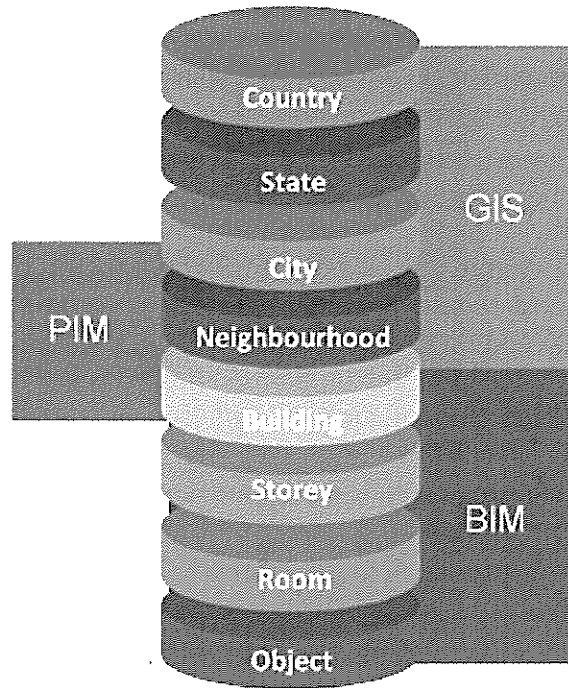 Country
State
GIS
City
PIM
Neighbourhood
Building
Storey
BIM
Room
Object